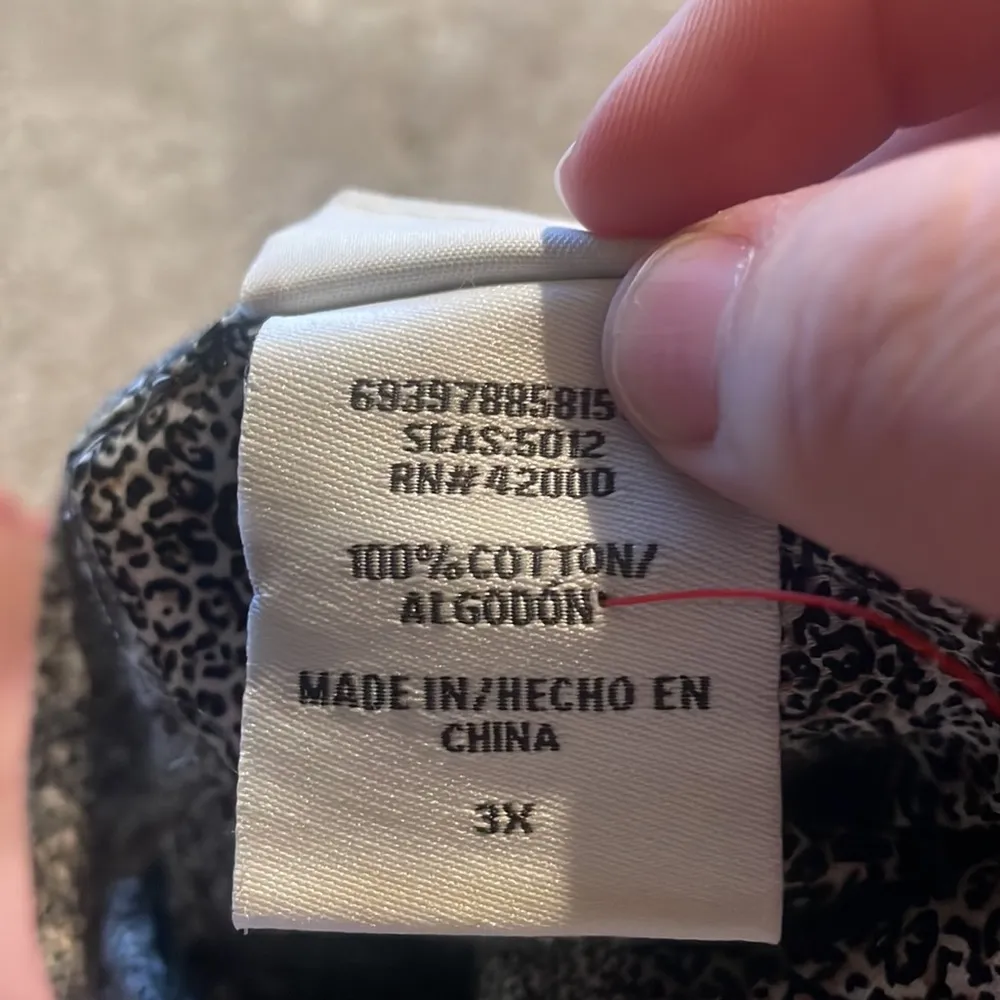 69397885815
SEAS:5012
RN#42000
100%COTTON/
ALGODÓN
MADE IN/HECHO EN
CHINA
3X